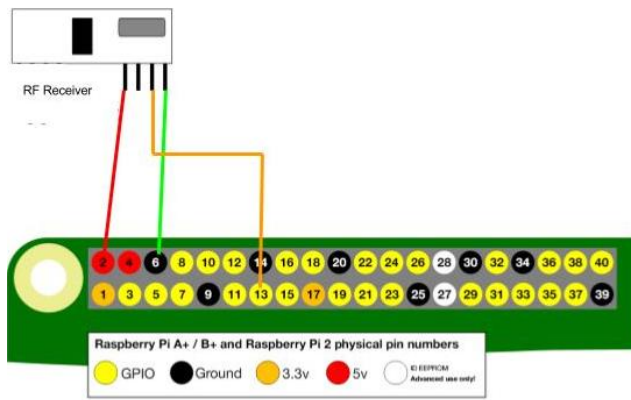 RF Receiver
2 4 6 8 10 12 14 16 18 20 22 24 26 28 30 32 34 36 38 40
1 3 5 7 9 11 13 15 17 19 21 23 25 27 29 31 33 35 37 39
Raspberry Pi A+ / B+ and Raspberry Pi 2 physical pin numbers
GPIO Ground 3.3v 5v ID EEPROM
Advanced use only!